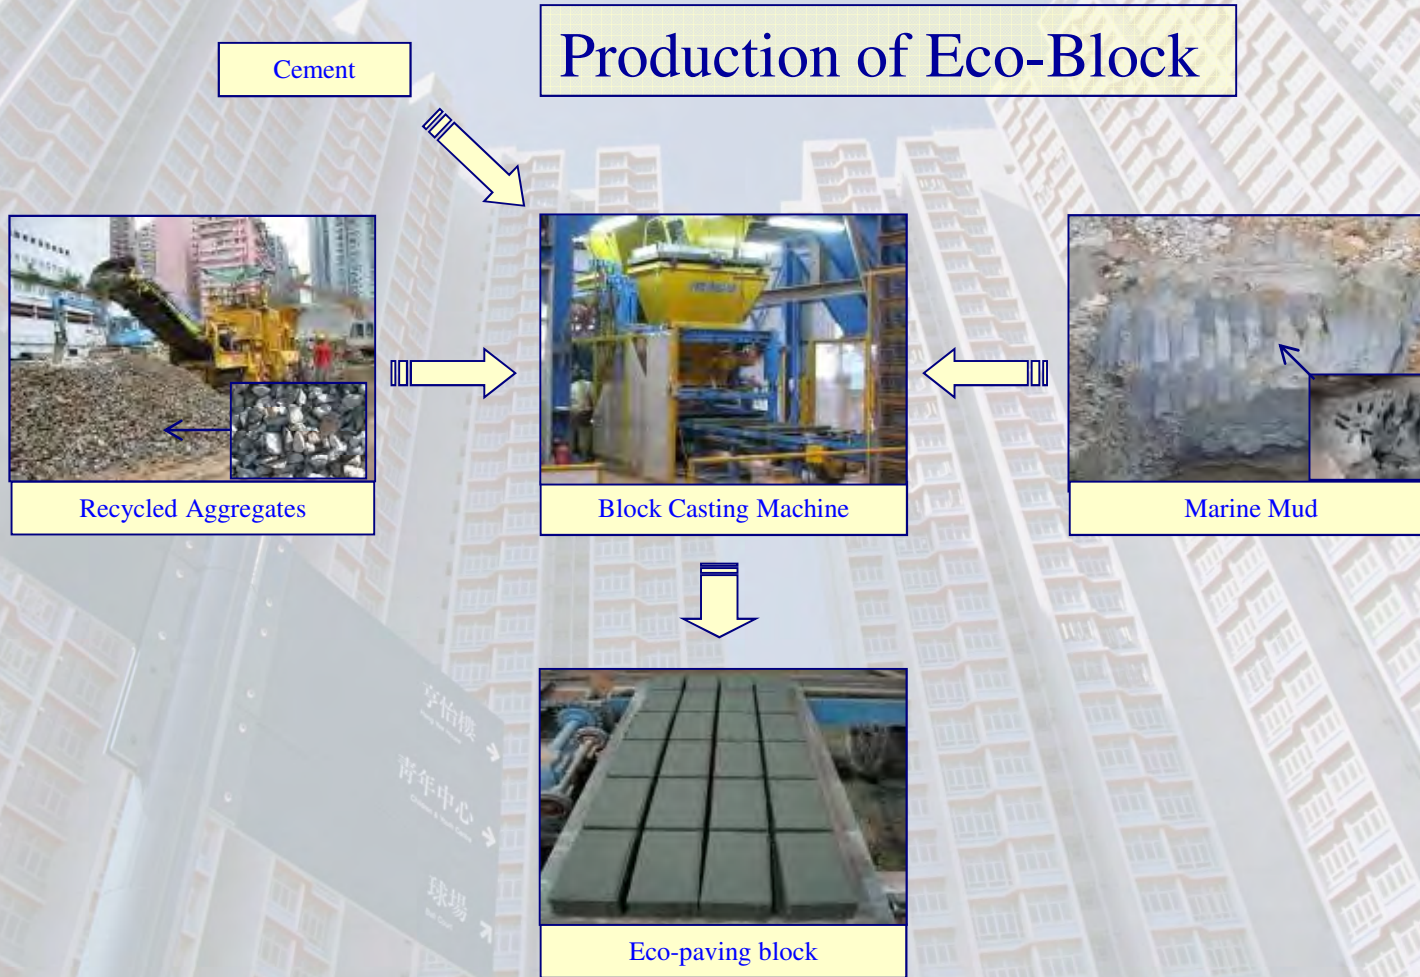 Production of Eco-Block
Cement
Recycled Aggregates
Block Casting Machine
Marine Mud
Eco-paving block
享怡樓
青年中心
球場